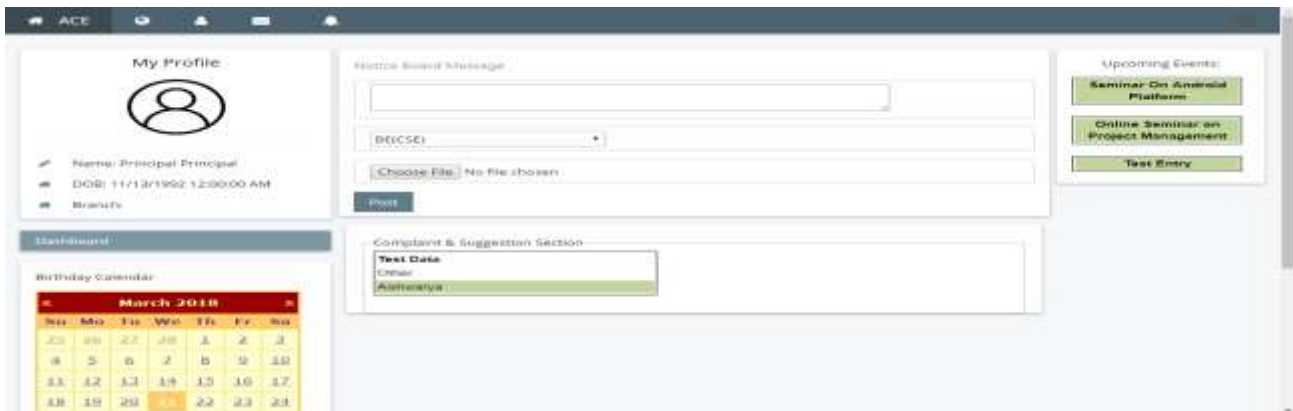 ACE
My Profile
Name: Principal Principal
DOB: 11/13/1992 12:00:00 AM
Branch:
Dashboard
Birthday Calendar
« March 2018 »
Su Mo Tu We Th Fr Sa
25 26 27 28 1 2 3
4 5 6 7 8 9 10
11 12 13 14 15 16 17
18 19 20 21 22 23 24
Notice Board Message
BE(CSE)
Choose File No file chosen
Post
Complaint & Suggestion Section
Test Data
Other
Aishwarya
Upcoming Events:
Seminar On Android
Platform
Online Seminar on
Project Management
Test Entry